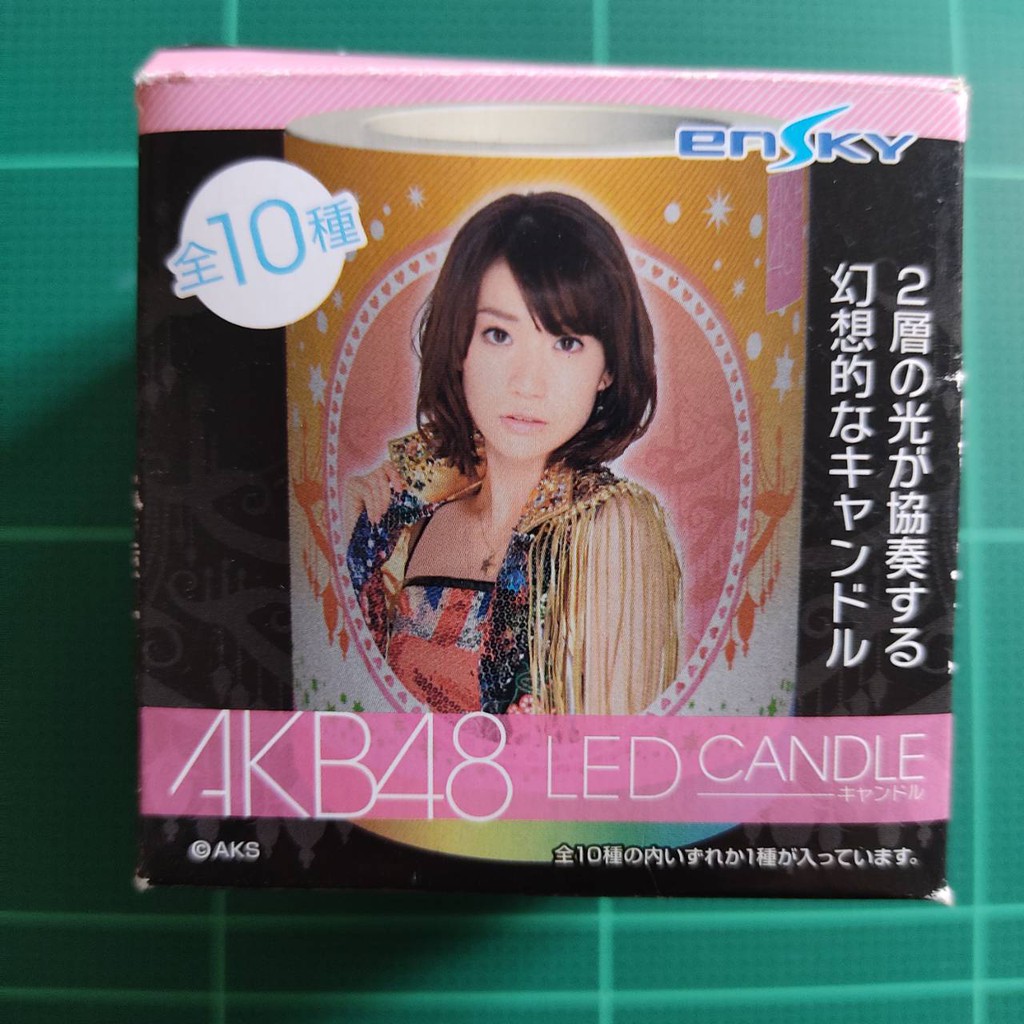 ensky
全10種
2層の光が協奏する
幻想的なキャンドル
AKB48 LED CANDLE
キャンドル
©AKS
全10種の内いずれか1種が入っています。